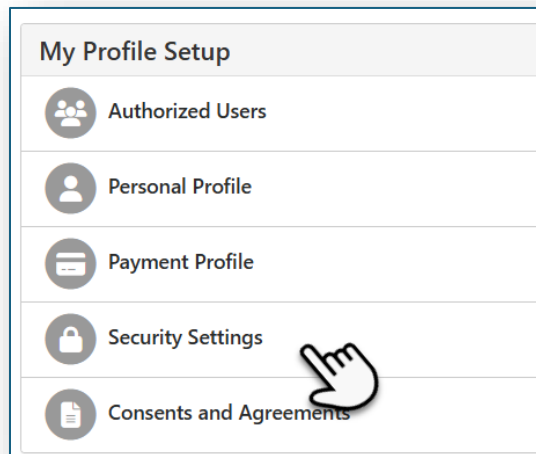 My Profile Setup
Authorized Users
Personal Profile
Payment Profile
Security Settings
Consents and Agreements